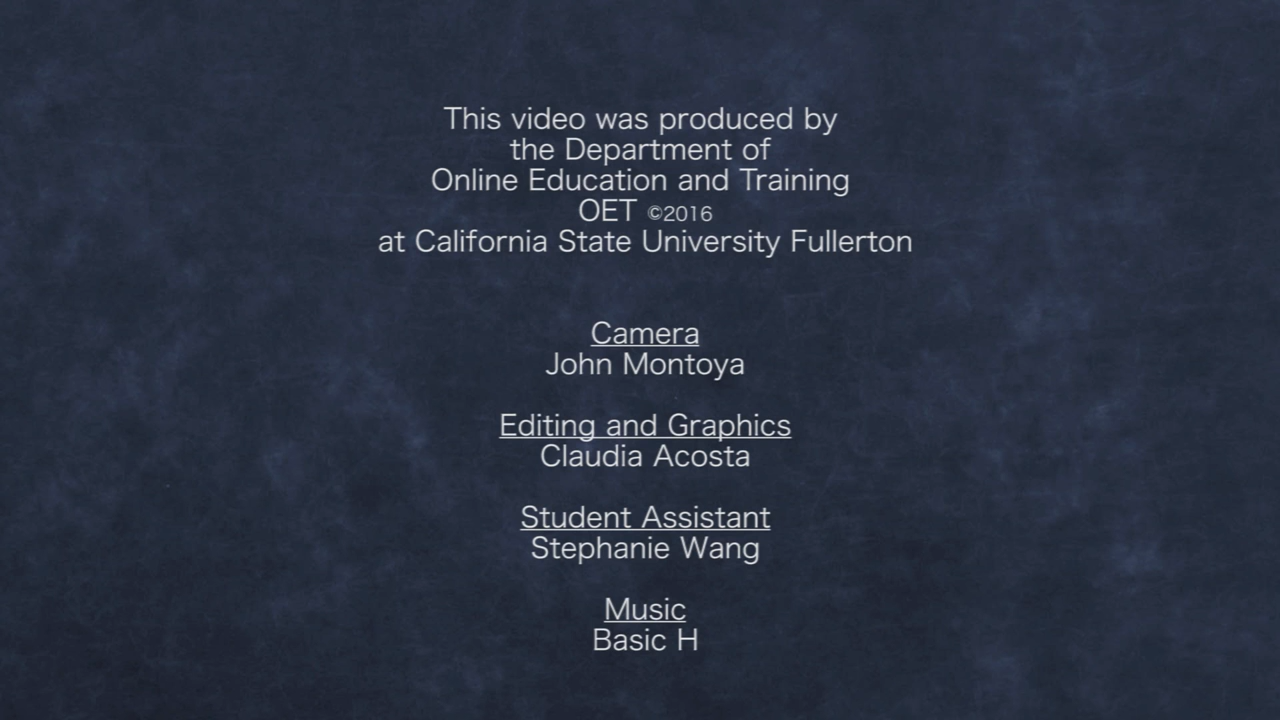 This video was produced by
the Department of
Online Education and Training
OET ©2016
at California State University Fullerton
Camera
John Montoya
Editing and Graphics
Claudia Acosta
Student Assistant
Stephanie Wang
Music
Basic H